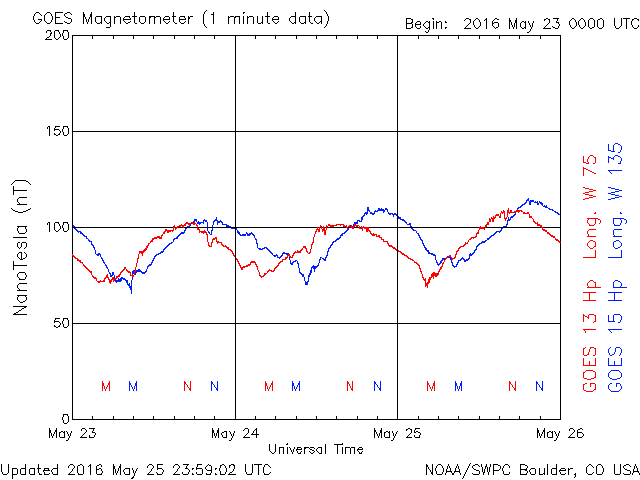 GOES Magnetometer (1 minute data)
Begin: 2016 May 23 0000 UTC
200
150
100
50
0
NanoTesla (nT)
M M N N M M N N M M N N
May 23 May 24 May 25 May 26
Universal Time
GOES 13 Hp Long. W 75
GOES 15 Hp Long. W 135
Updated 2016 May 25 23:59:02 UTC
NOAA/SWPC Boulder, CO USA